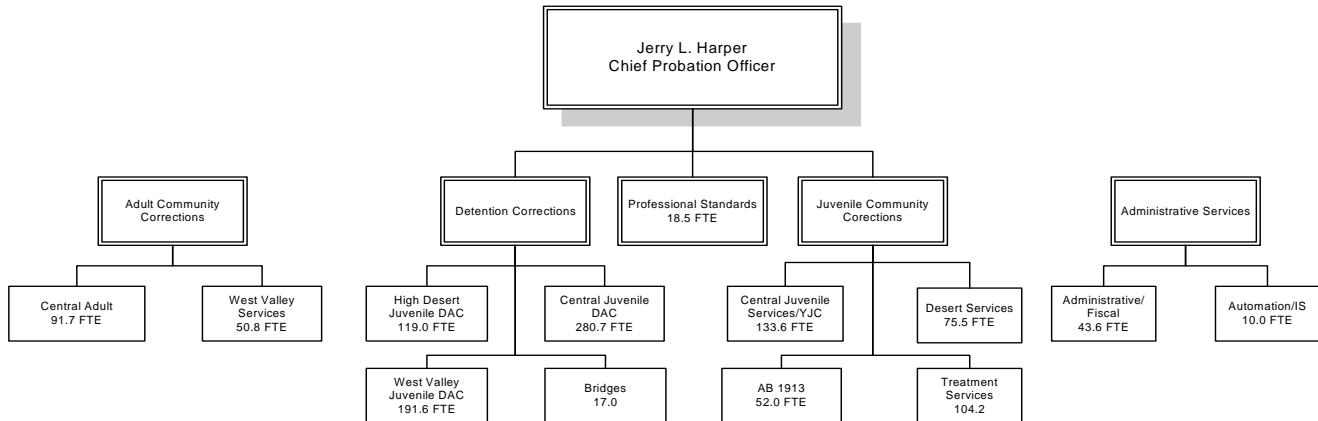 Jerry L. Harper
Chief Probation Officer
Adult Community
Corrections
Detention Corrections
Professional Standards
18.5 FTE
Juvenile Community
Corections
Administrative Services
Central Adult
91.7 FTE
West Valley
Services
50.8 FTE
High Desert
Juvenile DAC
119.0 FTE
Central Juvenile
DAC
280.7 FTE
Central Juvenile
Services/YJC
133.6 FTE
Desert Services
75.5 FTE
Administrative/
Fiscal
43.6 FTE
Automation/IS
10.0 FTE
West Valley
Juvenile DAC
191.6 FTE
Bridges
17.0
AB 1913
52.0 FTE
Treatment
Services
104.2